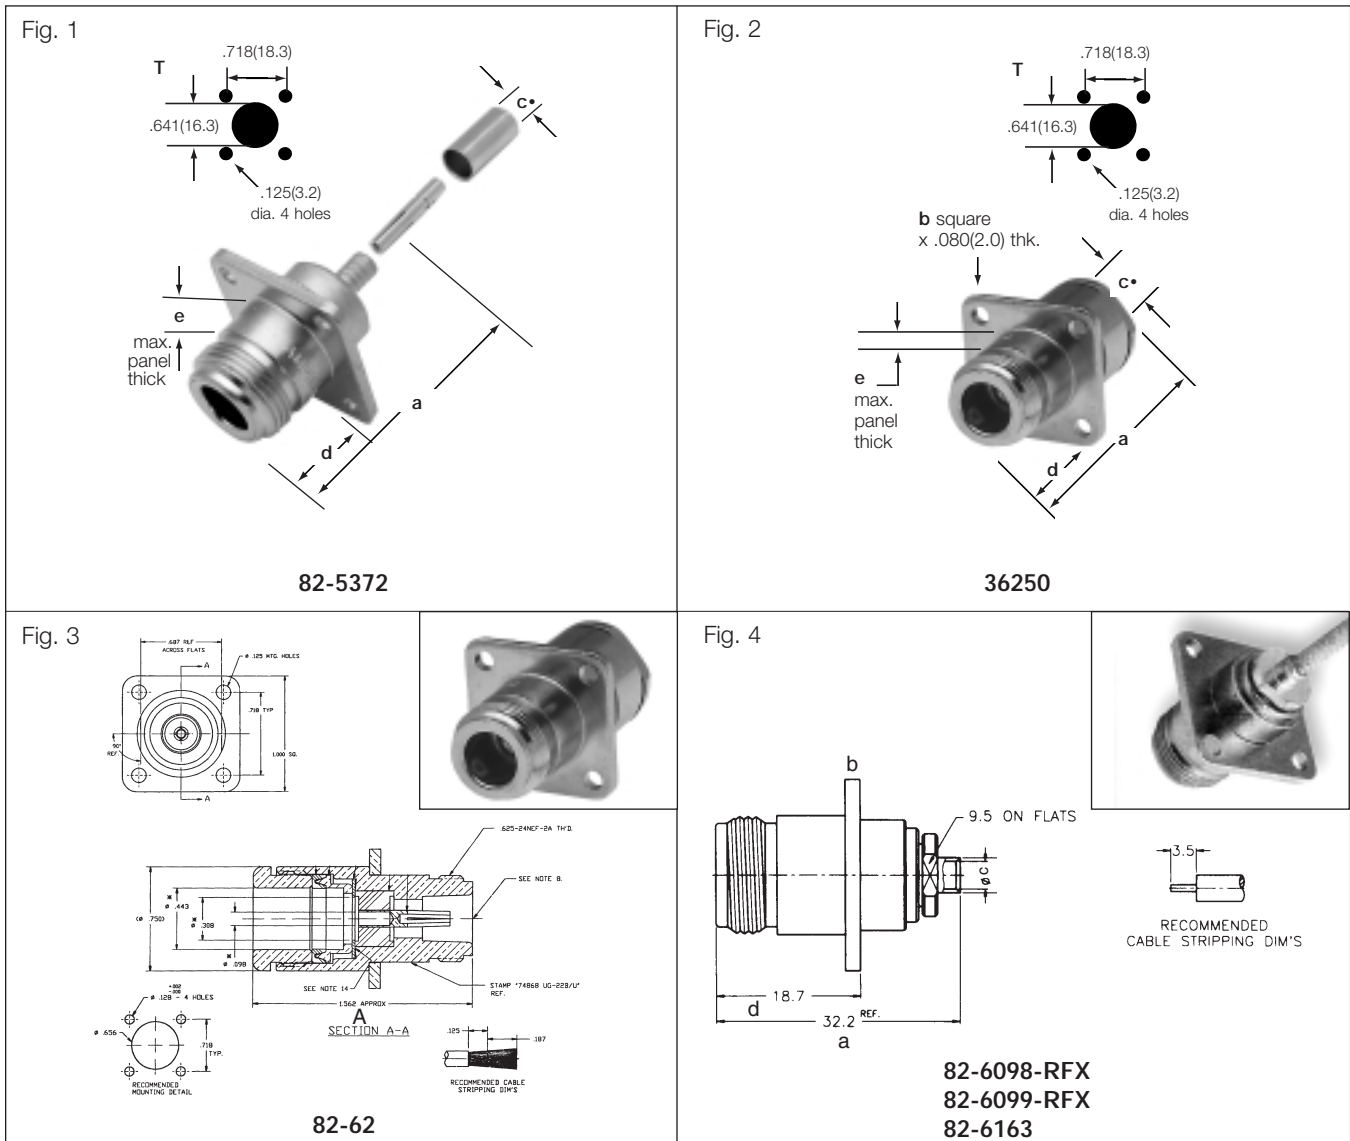 Fig. 1
.718(18.3)
T
c•
.641(16.3)
.125(3.2)
dia. 4 holes
e
max.
panel
thick
a
d
82-5372
Fig. 2
.718(18.3)
T
.641(16.3)
.125(3.2)
dia. 4 holes
b square
x .080(2.0) thk.
c•
e
max.
panel
thick
a
d
36250
Fig. 3
.687 REF
ACROSS FLATS
A
ø .125 MTG. HOLES
.718 TYP
90°
REF.
1.000 SQ.
A
.625-24NEF-2A TH'D.
SEE NOTE 8.
(ø .750)
ø .443
ø .308
ø .098
SEE NOTE 14
STAMP "74868 UG-22B/U"
REF.
1.562 APPROX
A
SECTION A-A
+.002
-.000
ø .128 - 4 HOLES
ø .656
.718
TYP.
RECOMMENDED
MOUNTING DETAIL
.125
.187
RECOMMENDED CABLE
STRIPPING DIM'S
82-62
Fig. 4
b
9.5 ON FLATS
øc
3.5
RECOMMENDED
CABLE STRIPPING DIM'S
18.7
d
32.2 REF.
a
82-6098-RFX
82-6099-RFX
82-6163